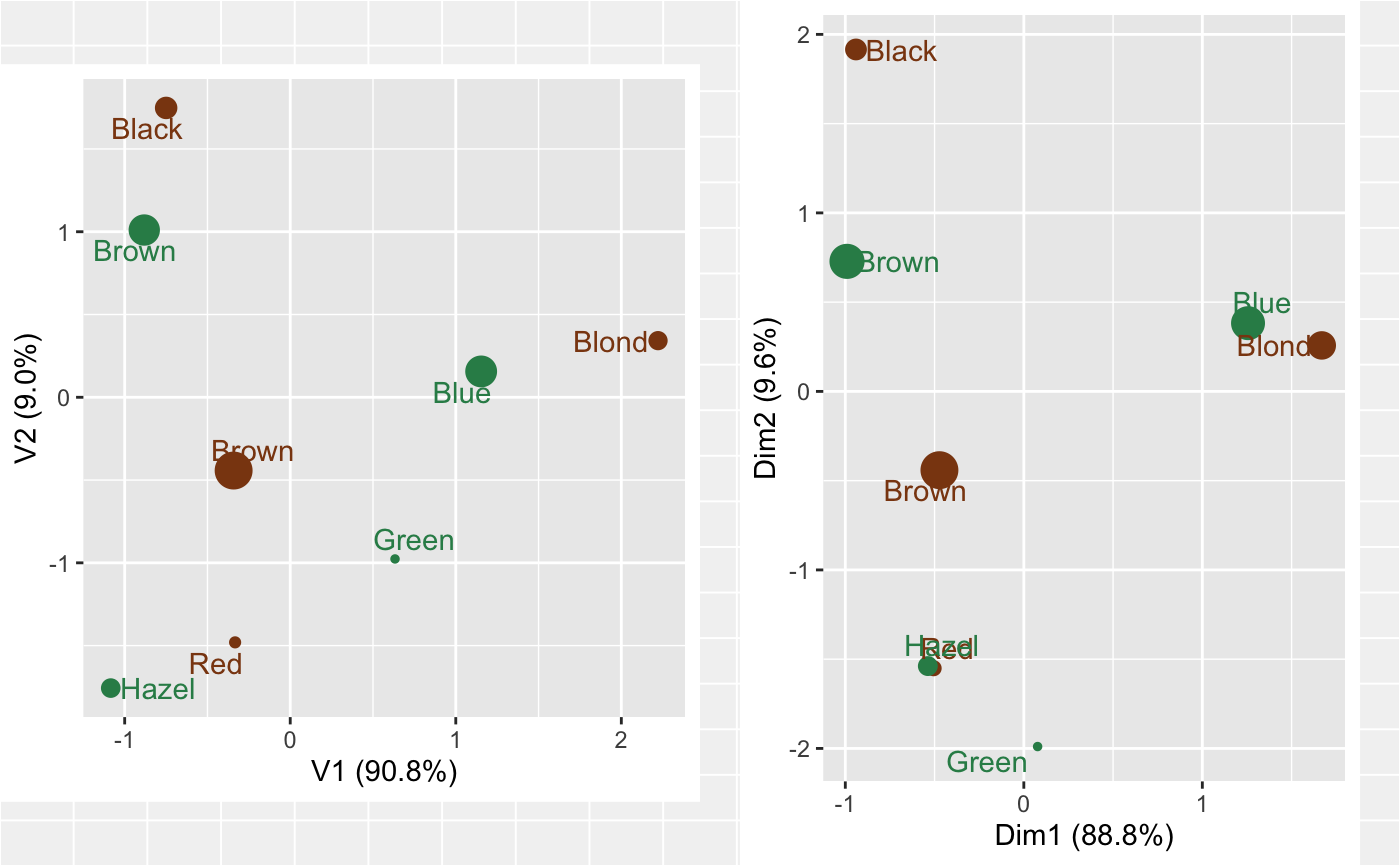 Black
1
Brown
Blond
Blue
0
Brown
Green
-1
Red
Hazel
-1
0
1
2
V1 (90.8%)
V2 (9.0%)
2
Black
1
Brown
Blue
Blond
0
Brown
-1
Hazel
Red
-2
Green
-1
0
1
Dim1 (88.8%)
Dim2 (9.6%)